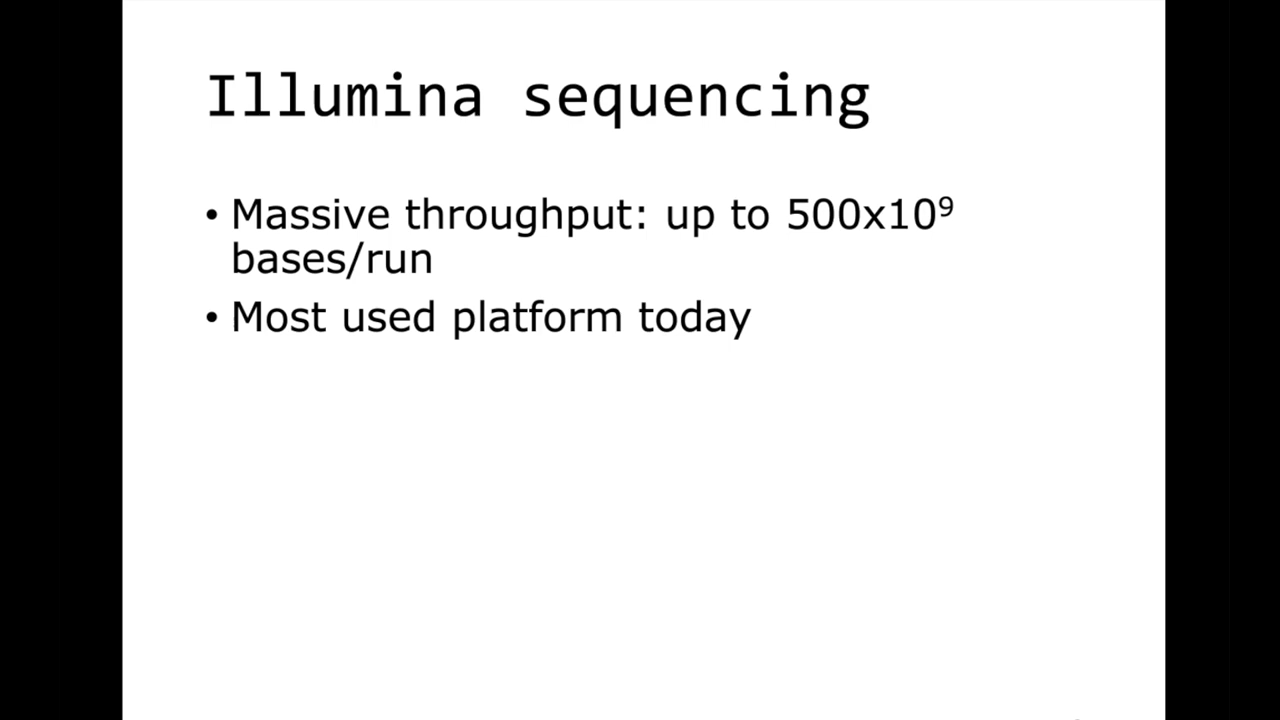 Illumina sequencing
• Massive throughput: up to 500x10⁹
bases/run
• Most used platform today